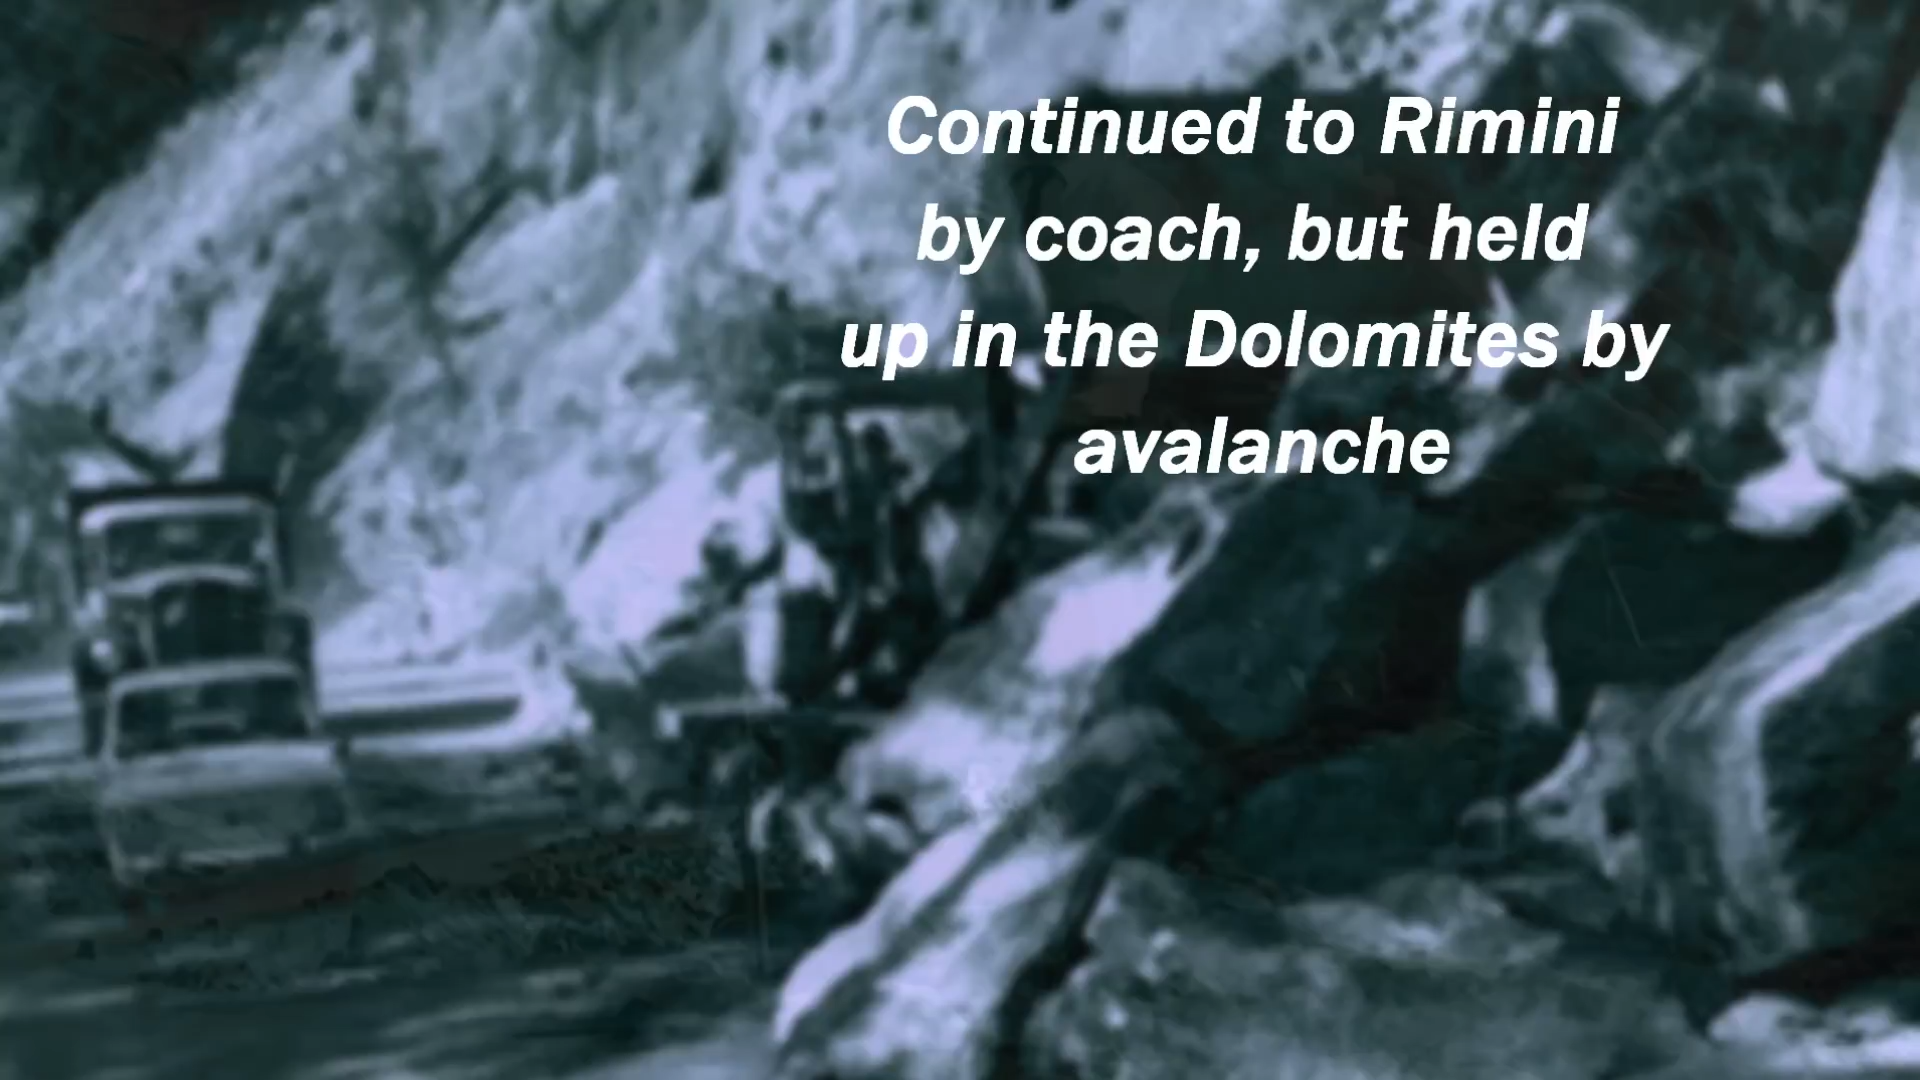 Continued to Rimini
by coach, but held
up in the Dolomites by
avalanche